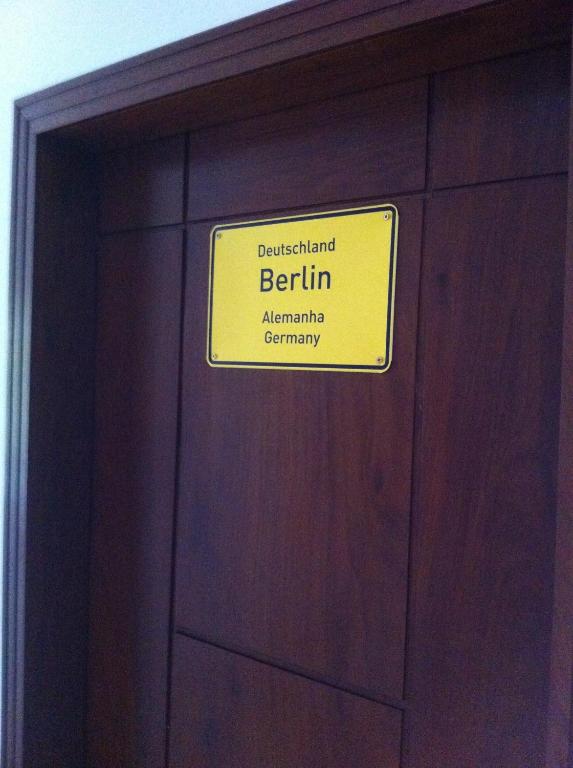 Deutschland
Berlin
Alemanha
Germany